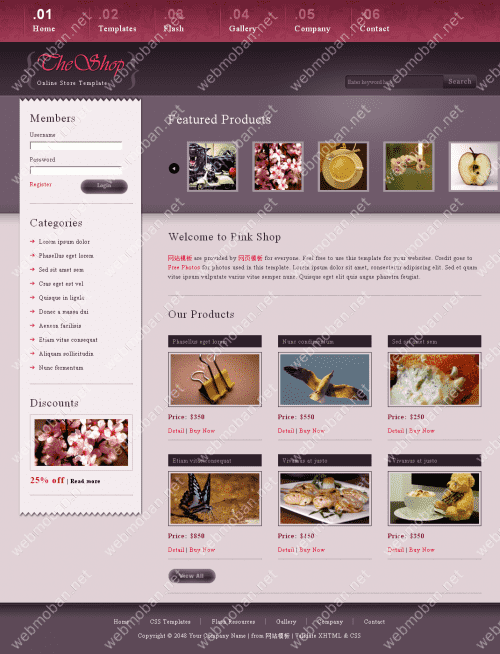 .01 .02 .03 .04 .05 .06
Home Templates Flash Gallery Company Contact
{TheShop}
Online Store Template
Enter keyword here Search
Members
Username
Password
Register Login
Categories
Lorem ipsum dolor
Phasellus eget lorem
Sed sit amet sem
Cras eget est vel
Quisque in ligula
Donec a massa dui
Aenean facilisis
Etiam vitae consequat
Aliquam sollicitudin
Nunc fermentum
Discounts
25% off | Read more
Featured Products
Welcome to Pink Shop
网站模板 are provided by 网页模板 for everyone. Feel free to use this template for your websites. Credit goes to
Free Photos for photos used in this template. Lorem ipsum dolor sit amet, consectetur adipiscing elit. Sed et quam
vitae ipsum vulputate varius vitae semper nunc. Quisque eget elit quis augue pharetra feugiat.
Our Products
Phasellus eget lorem
Price: $350
Detail | Buy Now
Nunc condimentum
Price: $550
Detail | Buy Now
Sed sit amet sem
Price: $250
Detail | Buy Now
Etiam vitae consequat
Price: $850
Detail | Buy Now
Vivamus at justo
Price: $150
Detail | Buy Now
Vivamus at justo
Price: $350
Detail | Buy Now
View All
Home | CSS Templates | Flash Resources | Gallery | Company | Contact
Copyright © 2048 Your Company Name | from 网站模板 | Validate XHTML & CSS
webmoban.net